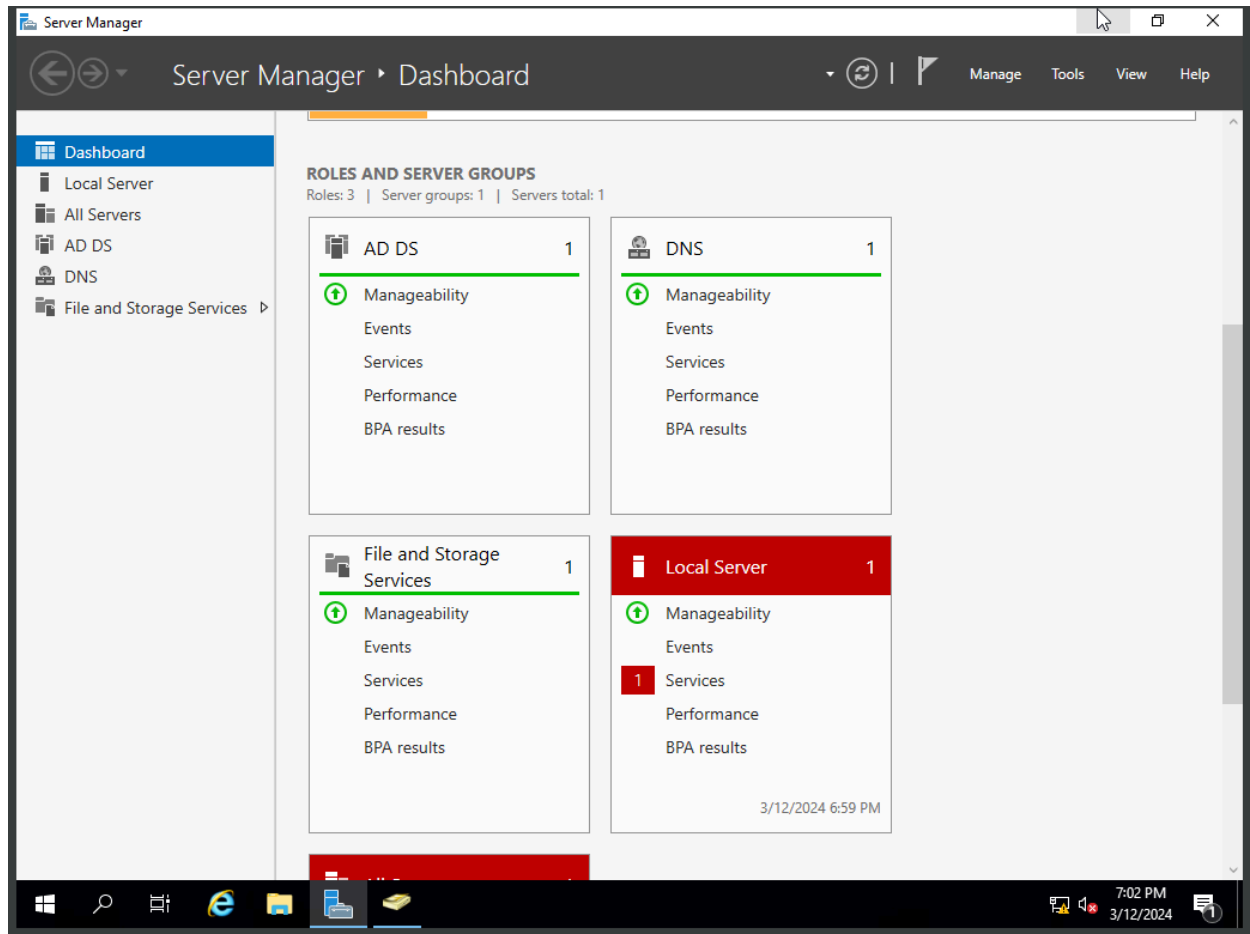 Server Manager
Server Manager ‣ Dashboard
Manage Tools View Help
Dashboard
Local Server
All Servers
AD DS
DNS
File and Storage Services
ROLES AND SERVER GROUPS
Roles: 3 | Server groups: 1 | Servers total: 1
AD DS 1
Manageability
Events
Services
Performance
BPA results
DNS 1
Manageability
Events
Services
Performance
BPA results
File and Storage
Services 1
Manageability
Events
Services
Performance
BPA results
Local Server 1
Manageability
Events
1 Services
Performance
BPA results
3/12/2024 6:59 PM
7:02 PM
3/12/2024
1